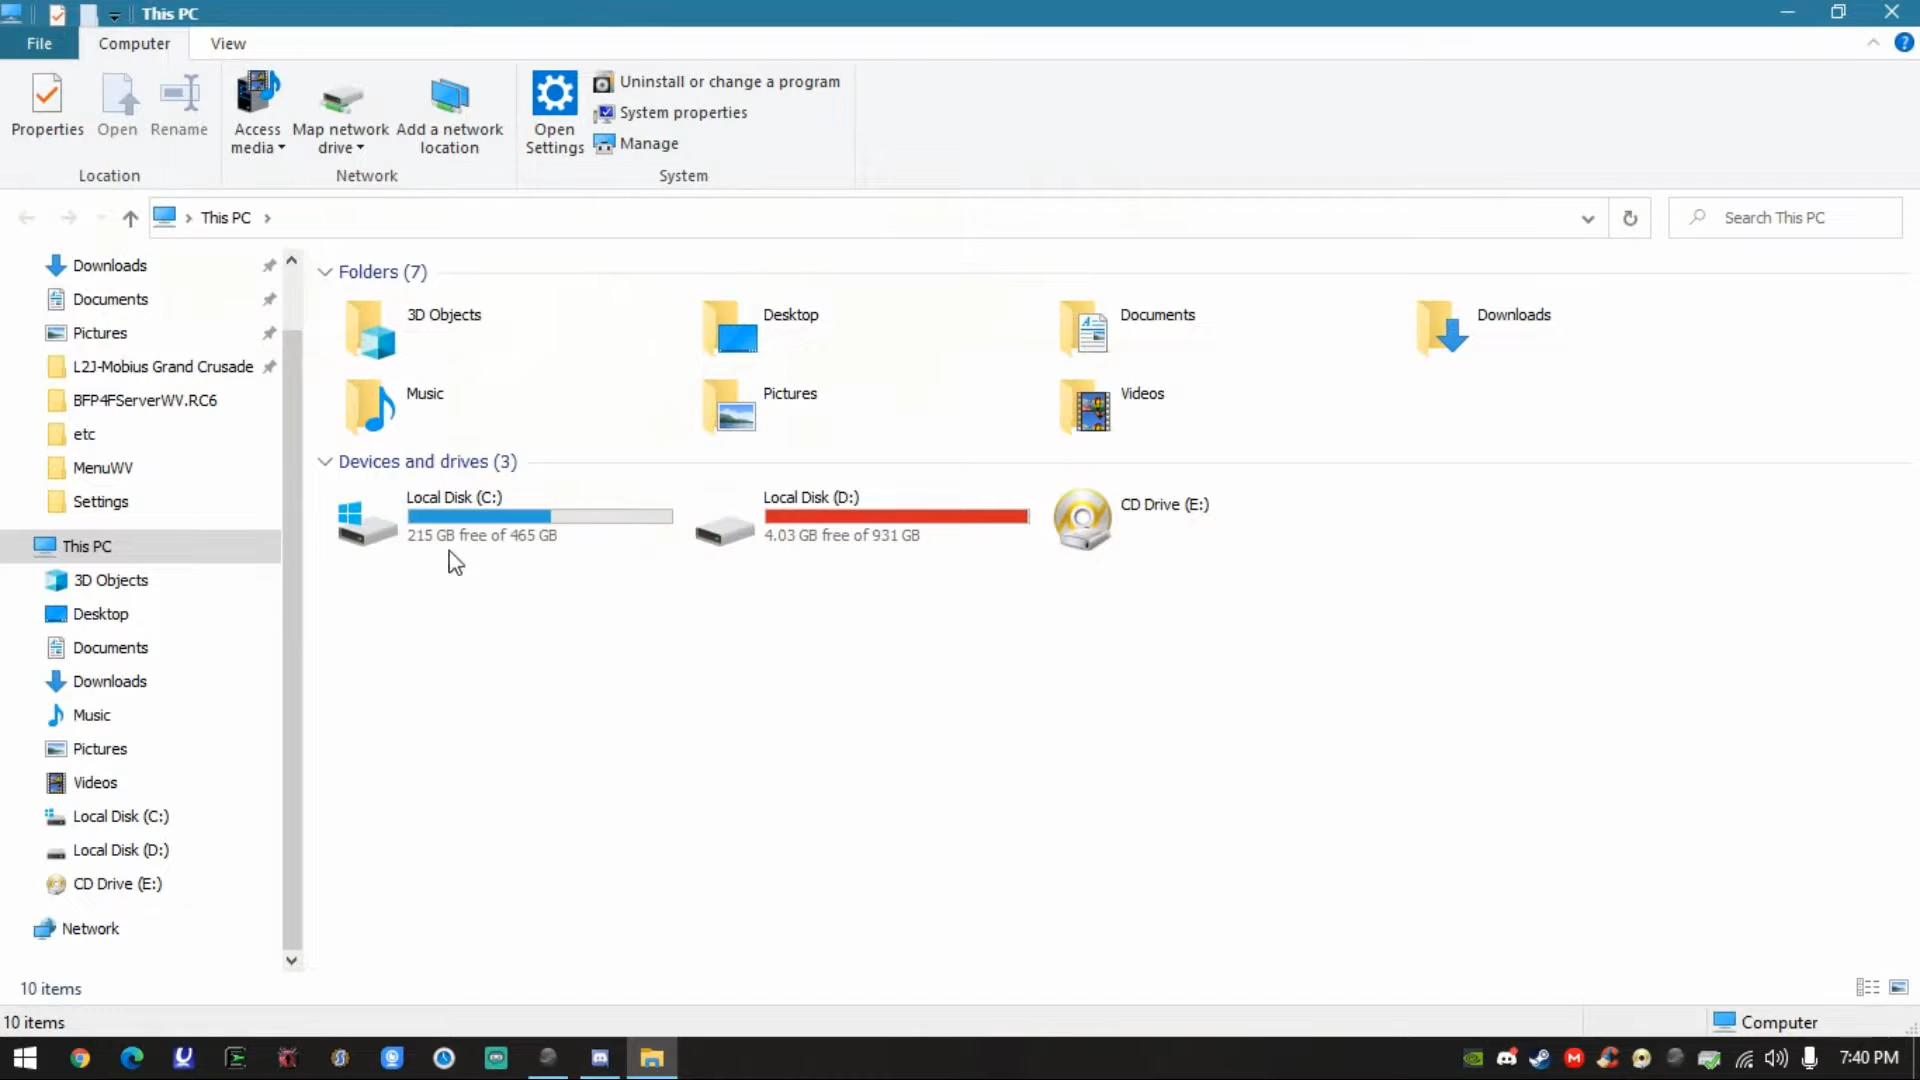 This PC
File
Computer
View
Properties
Open
Rename
Access media
Map network drive
Add a network location
Open Settings
Uninstall or change a program
System properties
Manage
Location
Network
System
This PC
Search This PC
Downloads
Documents
Pictures
L2J-Mobius Grand Crusade
BFP4FServerWV.RC6
etc
MenuWV
Settings
This PC
3D Objects
Desktop
Documents
Downloads
Music
Pictures
Videos
Local Disk (C:)
Local Disk (D:)
CD Drive (E:)
Network
Folders (7)
3D Objects
Desktop
Documents
Downloads
Music
Pictures
Videos
Devices and drives (3)
Local Disk (C:)
215 GB free of 465 GB
Local Disk (D:)
4.03 GB free of 931 GB
CD Drive (E:)
10 items
10 items
Computer
7:40 PM